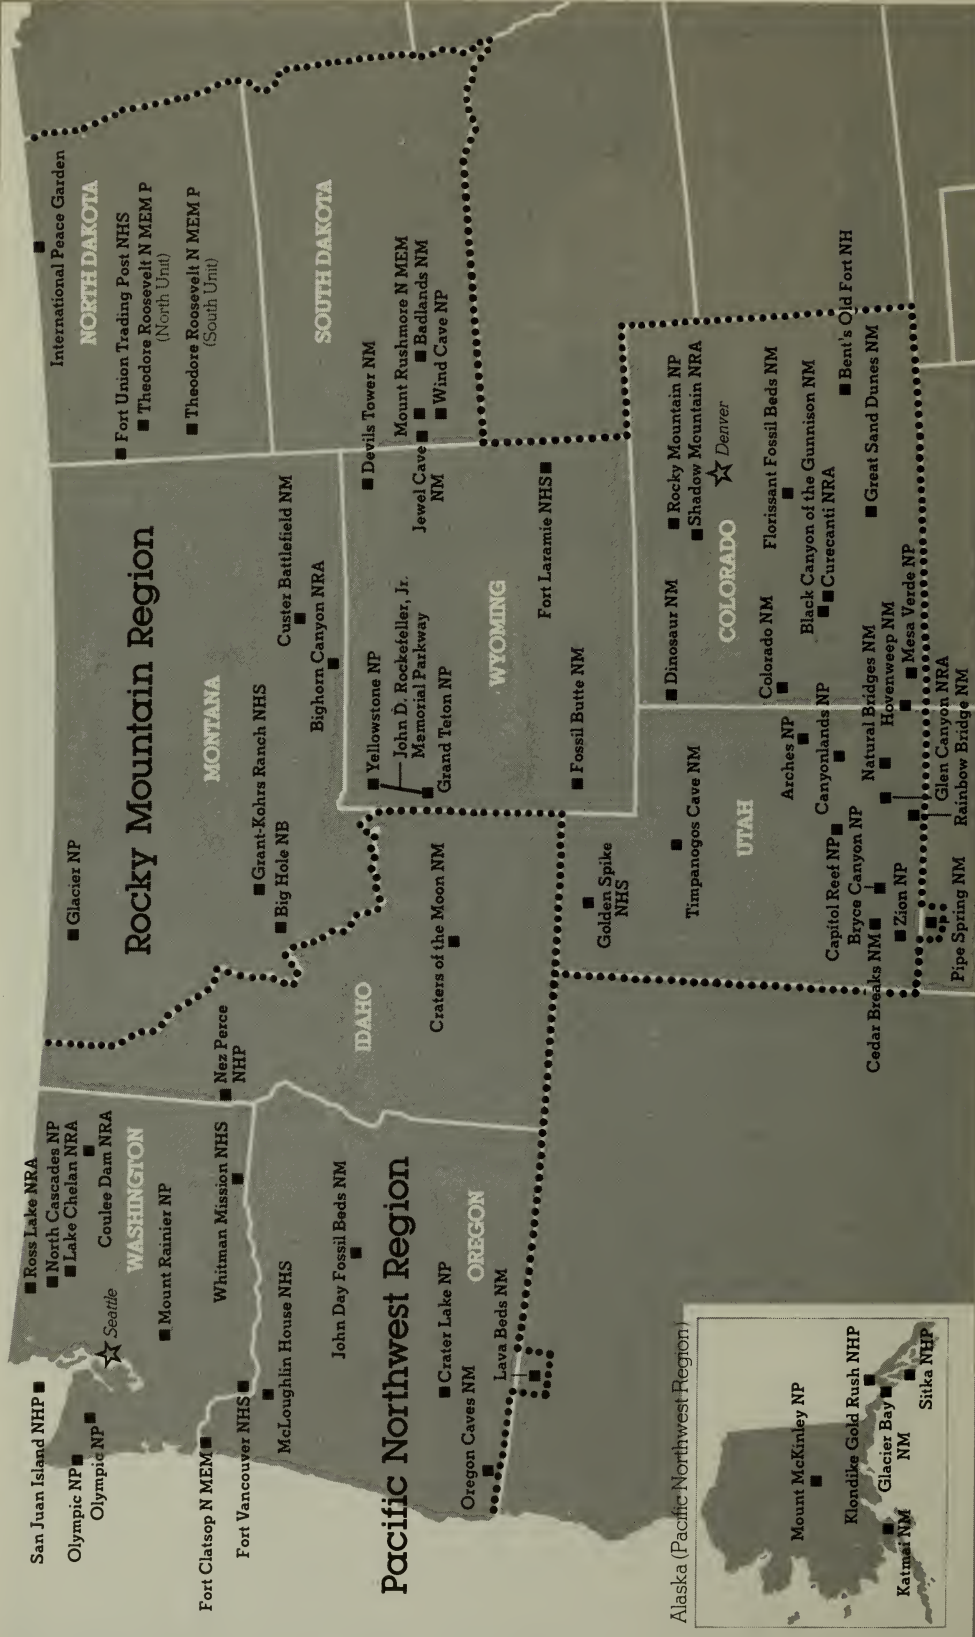 San Juan Island NHP
Olympic NP
Olympic NP
Ross Lake NRA
North Cascades NP
Lake Chelan NRA
Coulee Dam NRA
Seattle
WASHINGTON
Mount Rainier NP
Whitman Mission NHS
Fort Clatsop N MEM
Fort Vancouver NHS
McLoughlin House NHS
John Day Fossil Beds NM
Pacific Northwest Region
Crater Lake NP
OREGON
Oregon Caves NM
Lava Beds NM
Nez Perce
NHP
IDAHO
Craters of the Moon NM
Glacier NP
Rocky Mountain Region
MONTANA
Grant-Kohrs Ranch NHS
Big Hole NB
Custer Battlefield NM
Bighorn Canyon NRA
International Peace Garden
NORTH DAKOTA
Fort Union Trading Post NHS
Theodore Roosevelt N MEM P
(North Unit)
Theodore Roosevelt N MEM P
(South Unit)
SOUTH DAKOTA
Devils Tower NM
Mount Rushmore N MEM
Badlands NM
Wind Cave NP
Jewel Cave
NM
Yellowstone NP
John D. Rockefeller, Jr.
Memorial Parkway
Grand Teton NP
WYOMING
Fort Laramie NHS
Fossil Butte NM
Golden Spike
NHS
Timpanogos Cave NM
UTAH
Arches NP
Canyonlands NP
Capitol Reef NP
Bryce Canyon NP
Cedar Breaks NM
Zion NP
Natural Bridges NM
Hovenweep NM
Glen Canyon NRA
Rainbow Bridge NM
Pipe Spring NM
Dinosaur NM
Rocky Mountain NP
Shadow Mountain NRA
Denver
COLORADO
Colorado NM
Florissant Fossil Beds NM
Black Canyon of the Gunnison NM
Curecanti NRA
Bent's Old Fort NH
Great Sand Dunes NM
Mesa Verde NP
Alaska (Pacific Northwest Region)
Mount McKinley NP
Klondike Gold Rush NHP
Glacier Bay
NM
Katmai NM
Sitka NHP